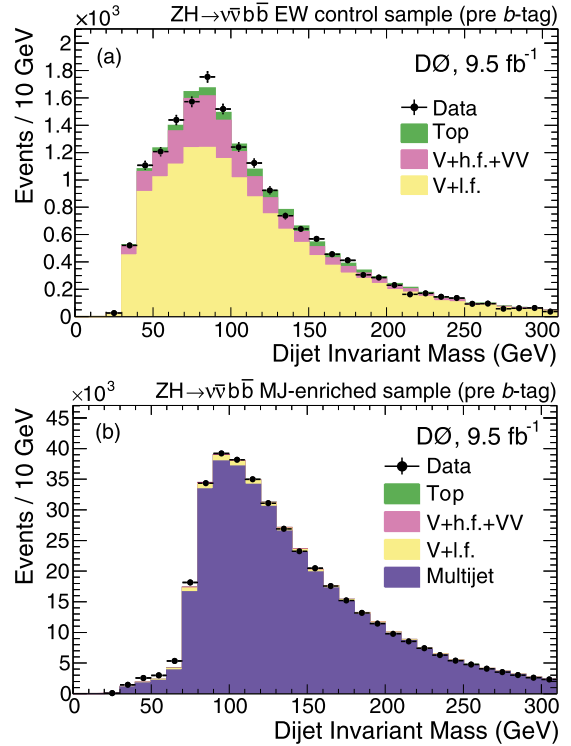 ×10³ ZH→νν̅bb̅ EW control sample (pre b-tag)
(a)
DØ, 9.5 fb⁻¹
Data
Top
V+h.f.+VV
V+l.f.
Events / 10 GeV
1.8
1.6
1.4
1.2
1
0.8
0.6
0.4
0.2
0
0 50 100 150 200 250 300
Dijet Invariant Mass (GeV)
×10³ ZH→νν̅bb̅ MJ-enriched sample (pre b-tag)
(b)
DØ, 9.5 fb⁻¹
Data
Top
V+h.f.+VV
V+l.f.
Multijet
Events / 10 GeV
45
40
35
30
25
20
15
10
5
0
0 50 100 150 200 250 300
Dijet Invariant Mass (GeV)